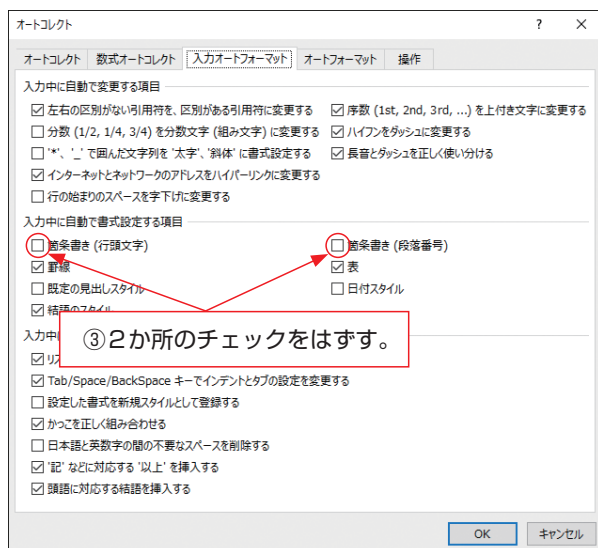 オートコレクト ? ×
オートコレクト 数式オートコレクト 入力オートフォーマット オートフォーマット 操作
入力中に自動で変更する項目
左右の区別がない引用符を、区別がある引用符に変更する 序数 (1st, 2nd, 3rd, ...) を上付き文字に変更する
分数 (1/2, 1/4, 3/4) を分数文字 (組み文字) に変更する ハイフンをダッシュに変更する
'*'、'_' で囲んだ文字列を '太字'、'斜体' に書式設定する 長音とダッシュを正しく使い分ける
インターネットとネットワークのアドレスをハイパーリンクに変更する
行の始まりのスペースを字下げに変更する
入力中に自動で書式設定する項目
箇条書き (行頭文字) 箇条書き (段落番号)
罫線 表
既定の見出しスタイル 日付スタイル
結語のスタイル
③2か所のチェックをはずす。
入力中
リス
Tab/Space/BackSpace キーでインデントとタブの設定を変更する
設定した書式を新規スタイルとして登録する
かっこを正しく組み合わせる
日本語と英数字の間の不要なスペースを削除する
'記' などに対応する '以上' を挿入する
頭語に対応する結語を挿入する
OK キャンセル